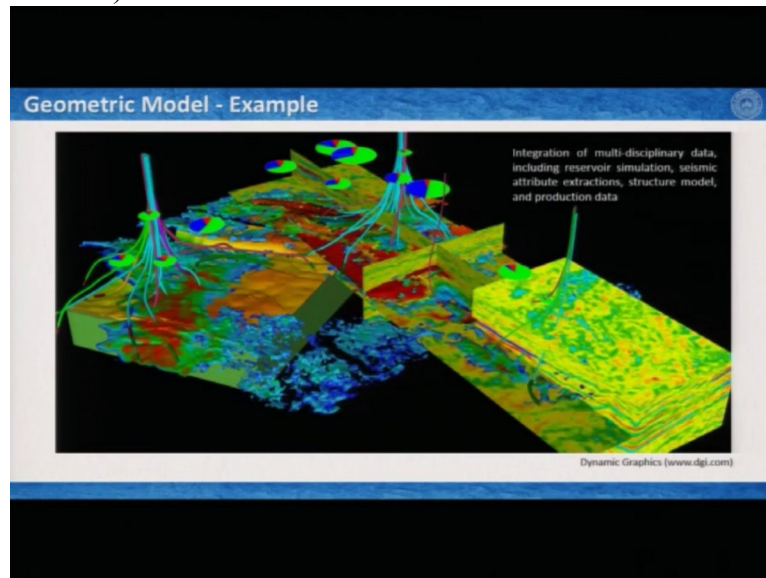 Geometric Model - Example
Integration of multi-disciplinary data,
including reservoir simulation, seismic
attribute extractions, structure model,
and production data
Dynamic Graphics (www.dgi.com)